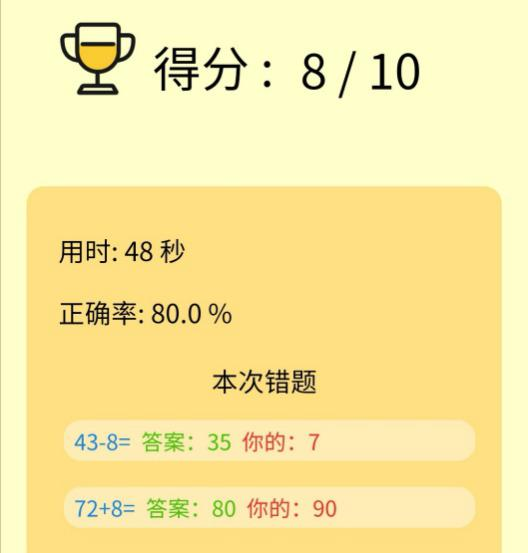 得分：8 / 10
用时: 48 秒
正确率: 80.0 %
本次错题
43-8= 答案：35 你的：7
72+8= 答案：80 你的：90